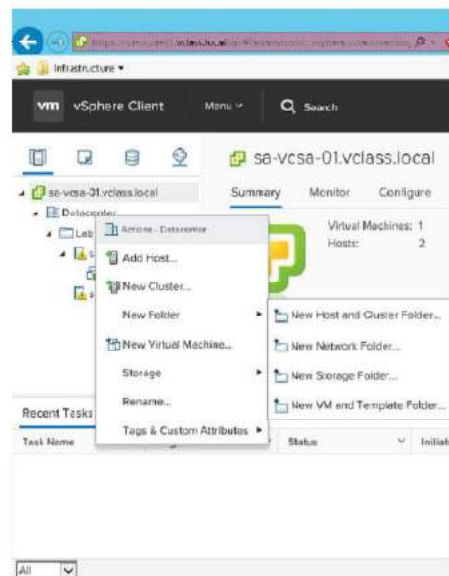 Infrastructure
vm vSphere Client Menu Search
sa-vcsa-01.vclass.local
sa-vcsa-01.vclass.local
Summary Monitor Configure
Datacenter
Virtual Machines: 1
Hosts: 2
Lab
Actions - Datacenter
Add Host...
New Cluster...
New Folder
New Host and Cluster Folder...
New Virtual Machine...
New Network Folder...
Storage
New Storage Folder...
Rename...
New VM and Template Folder...
Recent Tasks
Tags & Custom Attributes
Task Name Status
All